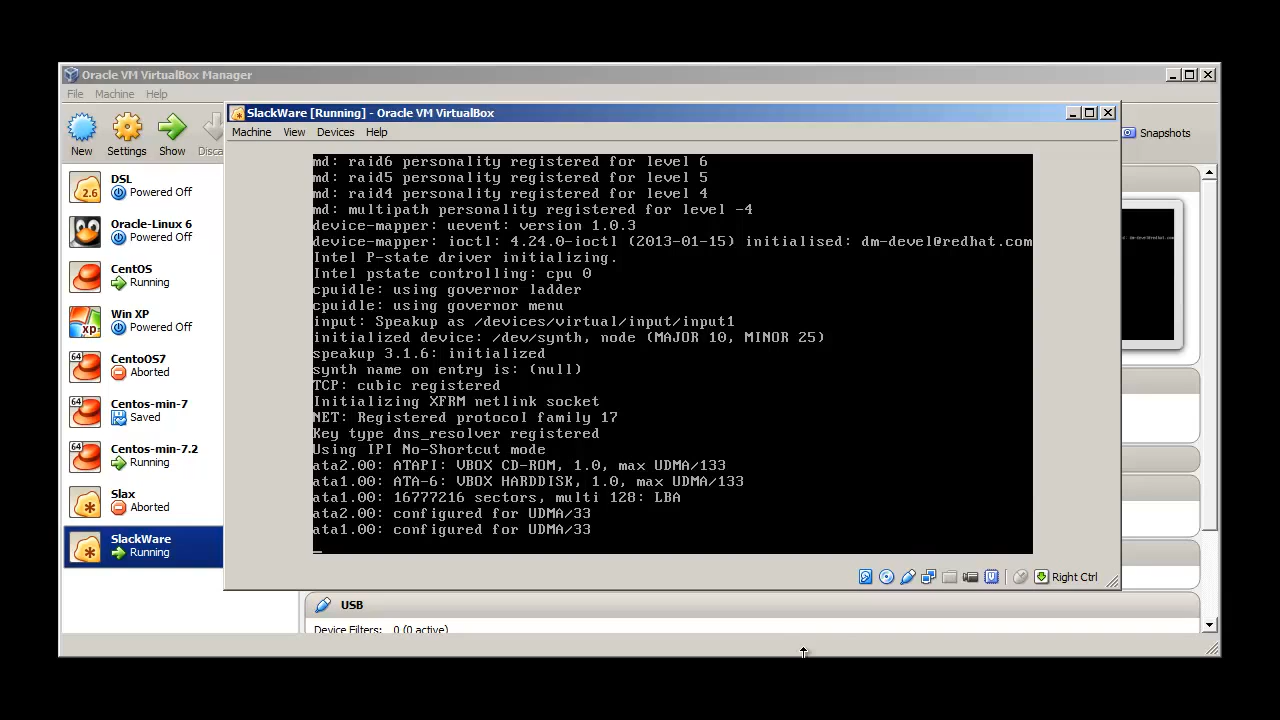 Oracle VM VirtualBox Manager
File Machine Help
New Settings Show Disca
Snapshots
DSL
Powered Off
Oracle-Linux 6
Powered Off
CentOS
Running
Win XP
Powered Off
CentoOS7
Aborted
Centos-min-7
Saved
Centos-min-7.2
Running
Slax
Aborted
SlackWare
Running
SlackWare [Running] - Oracle VM VirtualBox
Machine View Devices Help
md: raid6 personality registered for level 6
md: raid5 personality registered for level 5
md: raid4 personality registered for level 4
md: multipath personality registered for level -4
device-mapper: uevent: version 1.0.3
device-mapper: ioctl: 4.24.0-ioctl (2013-01-15) initialised: dm-devel@redhat.com
Intel P-state driver initializing.
Intel pstate controlling: cpu 0
cpuidle: using governor ladder
cpuidle: using governor menu
input: Speakup as /devices/virtual/input/input1
initialized device: /dev/synth, node (MAJOR 10, MINOR 25)
speakup 3.1.6: initialized
synth name on entry is: (null)
TCP: cubic registered
Initializing XFRM netlink socket
NET: Registered protocol family 17
Key type dns_resolver registered
Using IPI No-Shortcut mode
ata2.00: ATAPI: VBOX CD-ROM, 1.0, max UDMA/133
ata1.00: ATA-6: VBOX HARDDISK, 1.0, max UDMA/133
ata1.00: 16777216 sectors, multi 128: LBA
ata2.00: configured for UDMA/33
ata1.00: configured for UDMA/33
_
Right Ctrl
USB
Device Filters: 0 (0 active)
2.6
xp
64
64
64